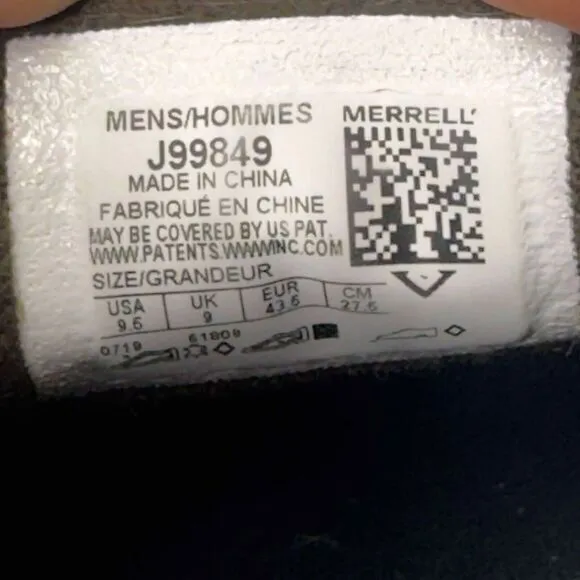 MENS/HOMMES
MERRELL
J99849
MADE IN CHINA
FABRIQUÉ EN CHINE
MAY BE COVERED BY US PAT.
WWW.PATENTS.WWWINC.COM
SIZE/GRANDEUR
USA UK EUR CM
9.5 9 43.5 27.5
0719 61809